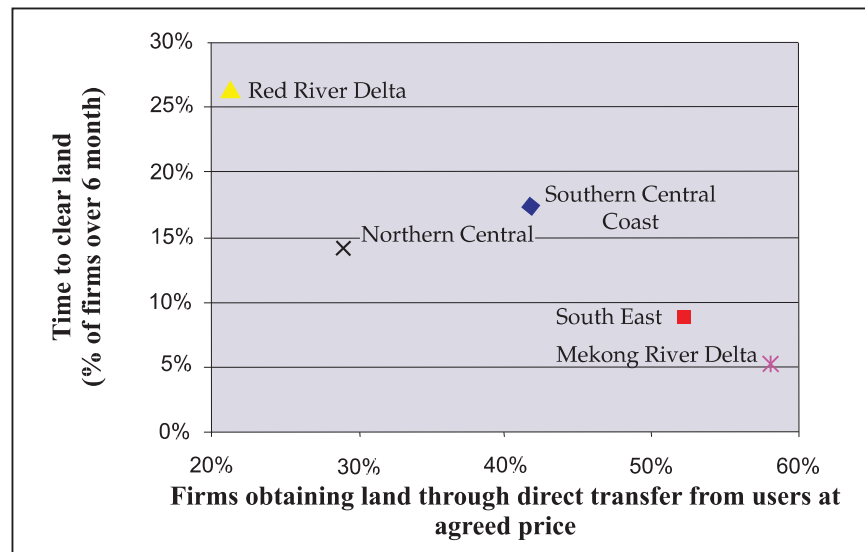 30%
25%
20%
15%
10%
5%
0%
Time to clear land
(% of firms over 6 month)
Red River Delta
Southern Central
Coast
Northern Central
South East
Mekong River Delta
20%
30%
40%
50%
60%
Firms obtaining land through direct transfer from users at
agreed price